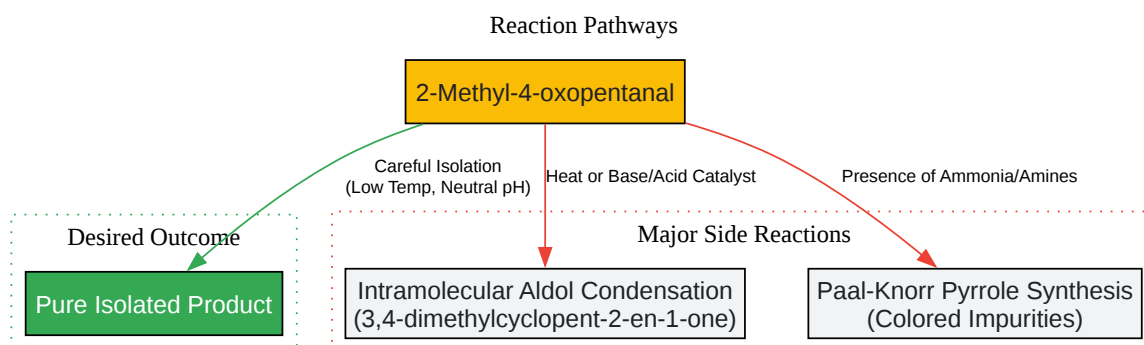 Reaction Pathways
2-Methyl-4-oxopentanal
Careful Isolation
(Low Temp, Neutral pH)
Heat or Base/Acid Catalyst
Presence of Ammonia/Amines
Desired Outcome
Major Side Reactions
Pure Isolated Product
Intramolecular Aldol Condensation
(3,4-dimethylcyclopent-2-en-1-one)
Paal-Knorr Pyrrole Synthesis
(Colored Impurities)